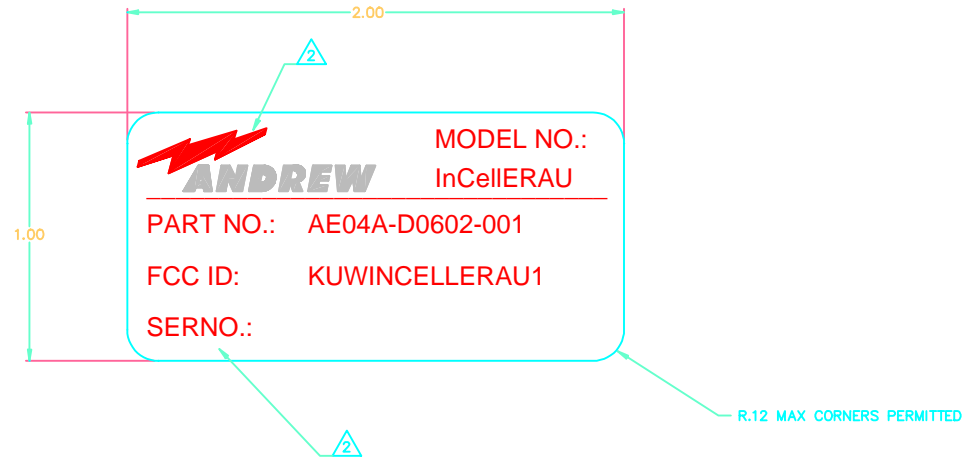 2.00
2
MODEL NO.:
ANDREW
InCellERAU
PART NO.: AE04A-D0602-001
1.00
FCC ID: KUWINCELLERAU1
SERNO.:
R.12 MAX CORNERS PERMITTED
2